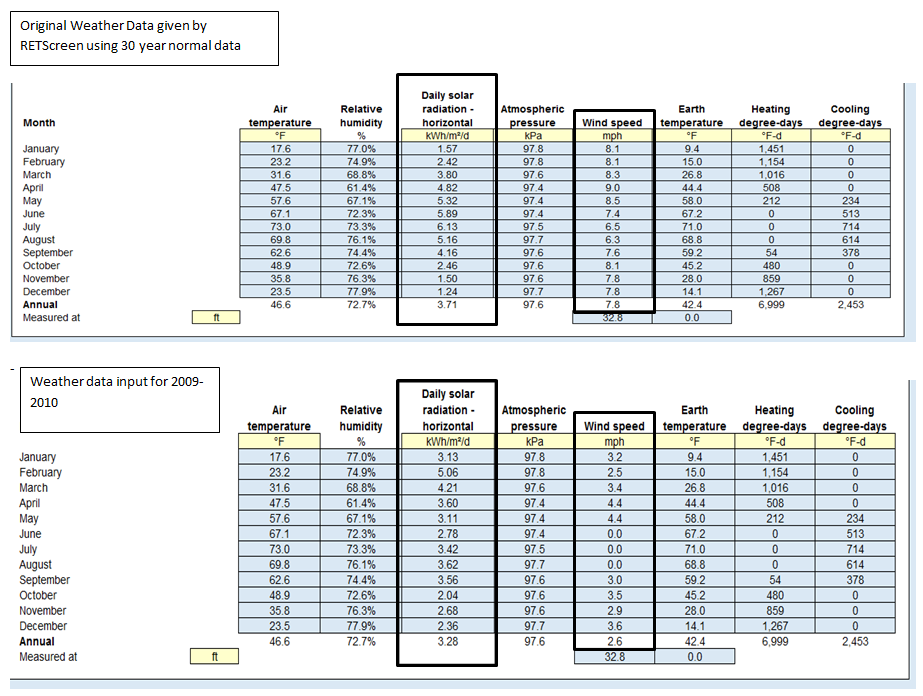 Original Weather Data given by
RETScreen using 30 year normal data
Daily solar
Air Relative radiation - Atmospheric Earth Heating Cooling
Month temperature humidity horizontal pressure Wind speed temperature degree-days degree-days
°F % kWh/m²/d kPa mph °F °F-d °F-d
January 17.6 77.0% 1.57 97.8 8.1 9.4 1,451 0
February 23.2 74.9% 2.42 97.8 8.1 15.0 1,154 0
March 31.6 68.8% 3.80 97.6 8.3 26.8 1,016 0
April 47.5 61.4% 4.82 97.4 9.0 44.4 508 0
May 57.6 67.1% 5.32 97.4 8.5 58.0 212 234
June 67.1 72.3% 5.89 97.4 7.4 67.2 0 513
July 73.0 73.3% 6.13 97.5 6.5 71.0 0 714
August 69.8 76.1% 5.16 97.7 6.3 68.8 0 614
September 62.6 74.4% 4.16 97.6 7.6 59.2 54 378
October 48.9 72.6% 2.46 97.6 8.1 45.2 480 0
November 35.8 76.3% 1.50 97.6 7.8 28.0 859 0
December 23.5 77.9% 1.24 97.7 7.8 14.1 1,267 0
Annual 46.6 72.7% 3.71 97.6 7.8 42.4 6,999 2,453
Measured at ft 32.8 0.0
-
Weather data input for 2009-
2010
Daily solar
Air Relative radiation - Atmospheric Earth Heating Cooling
temperature humidity horizontal pressure Wind speed temperature degree-days degree-days
°F % kWh/m²/d kPa mph °F °F-d °F-d
January 17.6 77.0% 3.13 97.8 3.2 9.4 1,451 0
February 23.2 74.9% 5.06 97.8 2.5 15.0 1,154 0
March 31.6 68.8% 4.21 97.6 3.4 26.8 1,016 0
April 47.5 61.4% 3.60 97.4 4.4 44.4 508 0
May 57.6 67.1% 3.11 97.4 4.4 58.0 212 234
June 67.1 72.3% 2.78 97.4 0.0 67.2 0 513
July 73.0 73.3% 3.42 97.5 0.0 71.0 0 714
August 69.8 76.1% 3.62 97.7 0.0 68.8 0 614
September 62.6 74.4% 3.56 97.6 3.0 59.2 54 378
October 48.9 72.6% 2.04 97.6 3.5 45.2 480 0
November 35.8 76.3% 2.68 97.6 2.9 28.0 859 0
December 23.5 77.9% 2.36 97.7 3.6 14.1 1,267 0
Annual 46.6 72.7% 3.28 97.6 2.6 42.4 6,999 2,453
Measured at ft 32.8 0.0